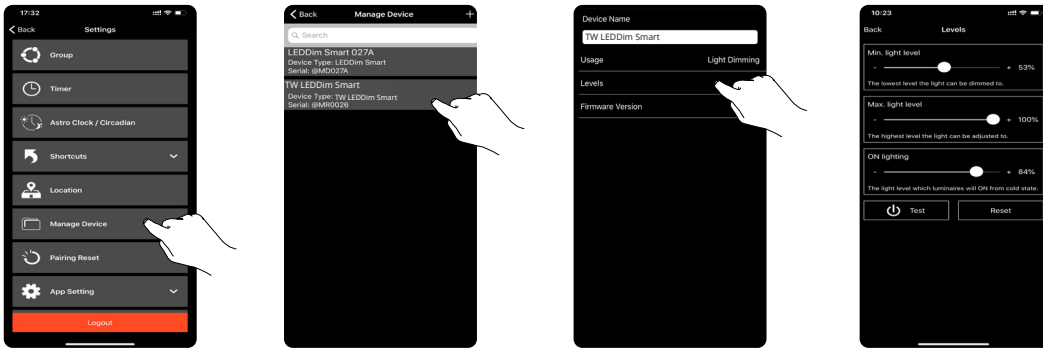 17:32
Back Settings
Group
Timer
Astro Clock / Circadian
Shortcuts
Location
Manage Device
Pairing Reset
App Setting
Logout
Back Manage Device +
Search
LEDDim Smart 027A
Device Type: LEDDim Smart
Serial: @MD027A
TW LEDDim Smart
Device Type: TW LEDDim Smart
Serial: @MR0026
Device Name
TW LEDDim Smart
Usage Light Dimming
Levels
Firmware Version
10:23
Back Levels
Min. light level
- + 53%
The lowest level the light can be dimmed to.
Max. light level
- + 100%
The highest level the light can be adjusted to.
ON lighting
- + 84%
The light level which luminaires will ON from cold state.
Test Reset